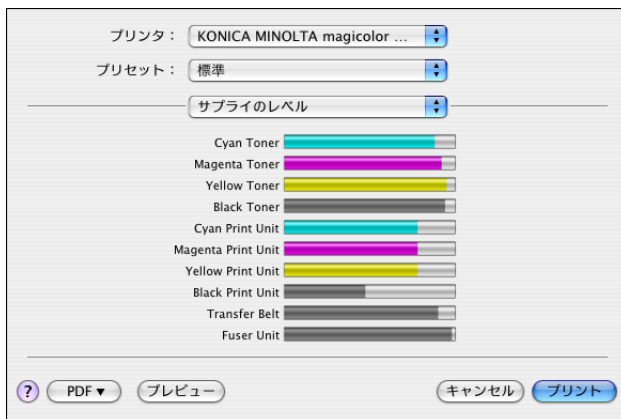 プリンタ： KONICA MINOLTA magicolor ...
プリセット： 標準
サプライのレベル
Cyan Toner
Magenta Toner
Yellow Toner
Black Toner
Cyan Print Unit
Magenta Print Unit
Yellow Print Unit
Black Print Unit
Transfer Belt
Fuser Unit
? PDF▼ プレビュー キャンセル プリント